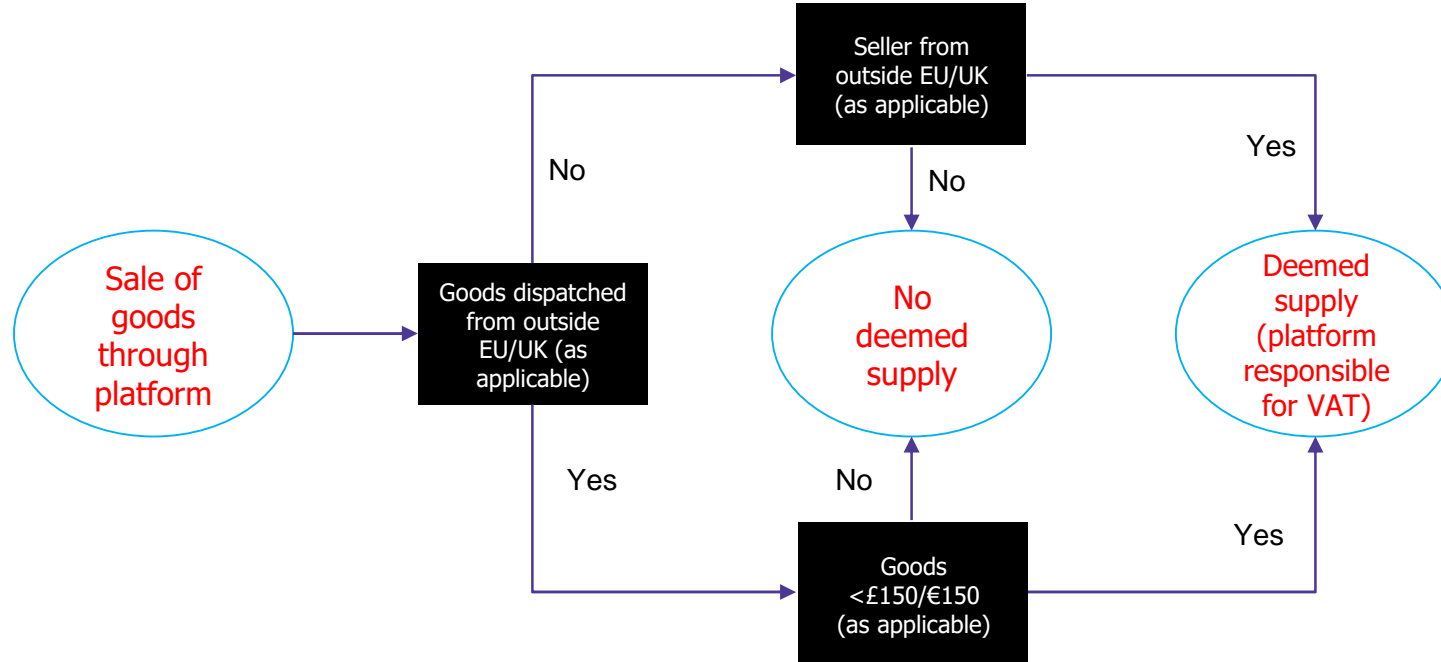 Sale of
goods
through
platform
Goods dispatched
from outside
EU/UK (as
applicable)
No
Seller from
outside EU/UK
(as applicable)
No
Yes
No
deemed
supply
Deemed
supply
(platform
responsible
for VAT)
Yes
Goods
<£150/€150
(as applicable)
No
Yes